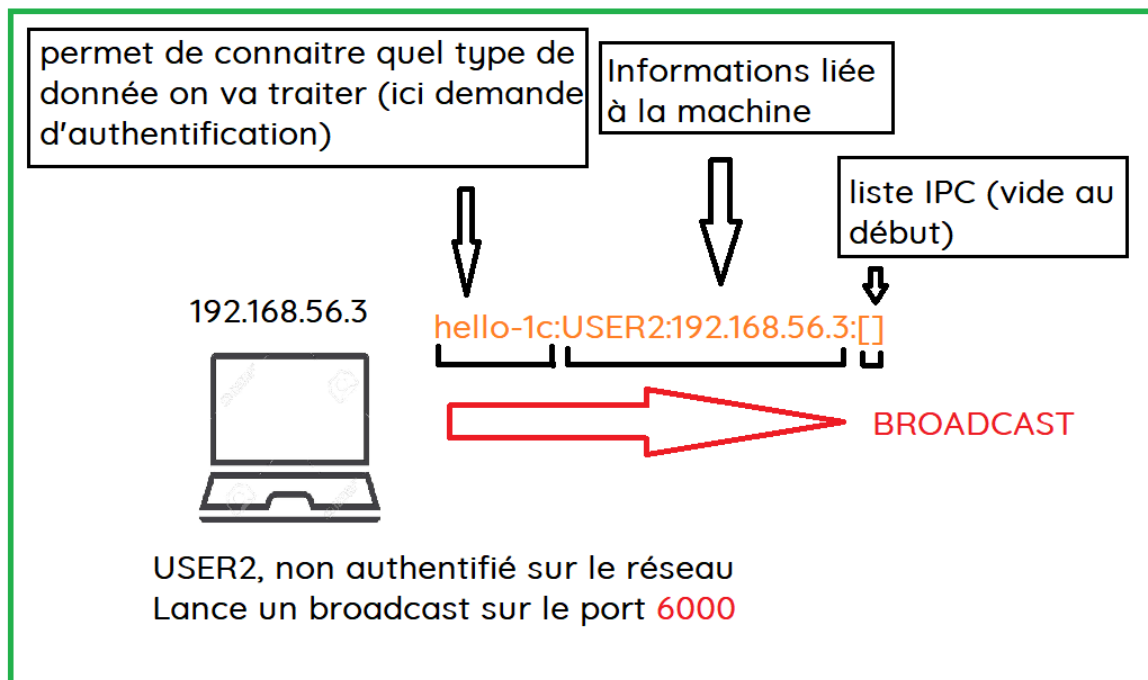 permet de connaitre quel type de
donnée on va traiter (ici demande
d'authentification)
Informations liée
à la machine
liste IPC (vide au
début)
192.168.56.3
hello-1c:USER2:192.168.56.3:[]
BROADCAST
USER2, non authentifié sur le réseau
Lance un broadcast sur le port 6000